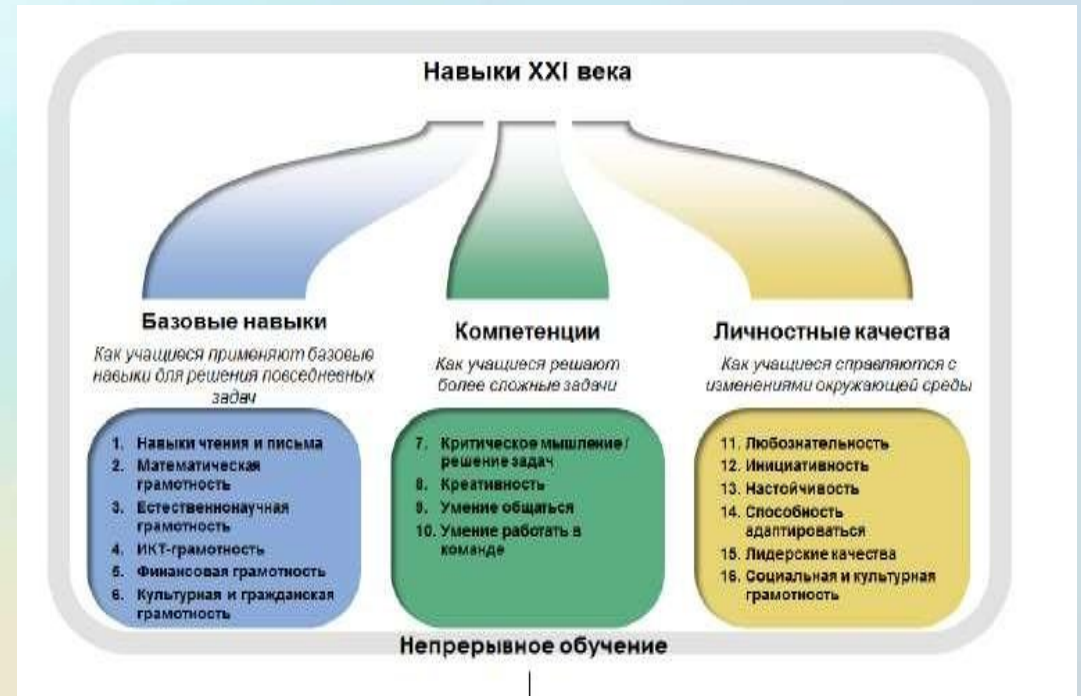 Навыки XXI века
Базовые навыки
Как учащиеся применяют базовые
навыки для решения повседневных
задач
1. Навыки чтения и письма
2. Математическая
грамотность
3. Естественнонаучная
грамотность
4. ИКТ-грамотность
5. Финансовая грамотность
6. Культурная и гражданская
грамотность
Компетенции
Как учащиеся решают
более сложные задачи
7. Критическое мышление /
решение задач
8. Креативность
9. Умение общаться
10. Умение работать в
команде
Личностные качества
Как учащиеся справляются с
изменениями окружающей среды
11. Любознательность
12. Инициативность
13. Настойчивость
14. Способность
адаптироваться
15. Лидерские качества
16. Социальная и культурная
грамотность
Непрерывное обучение